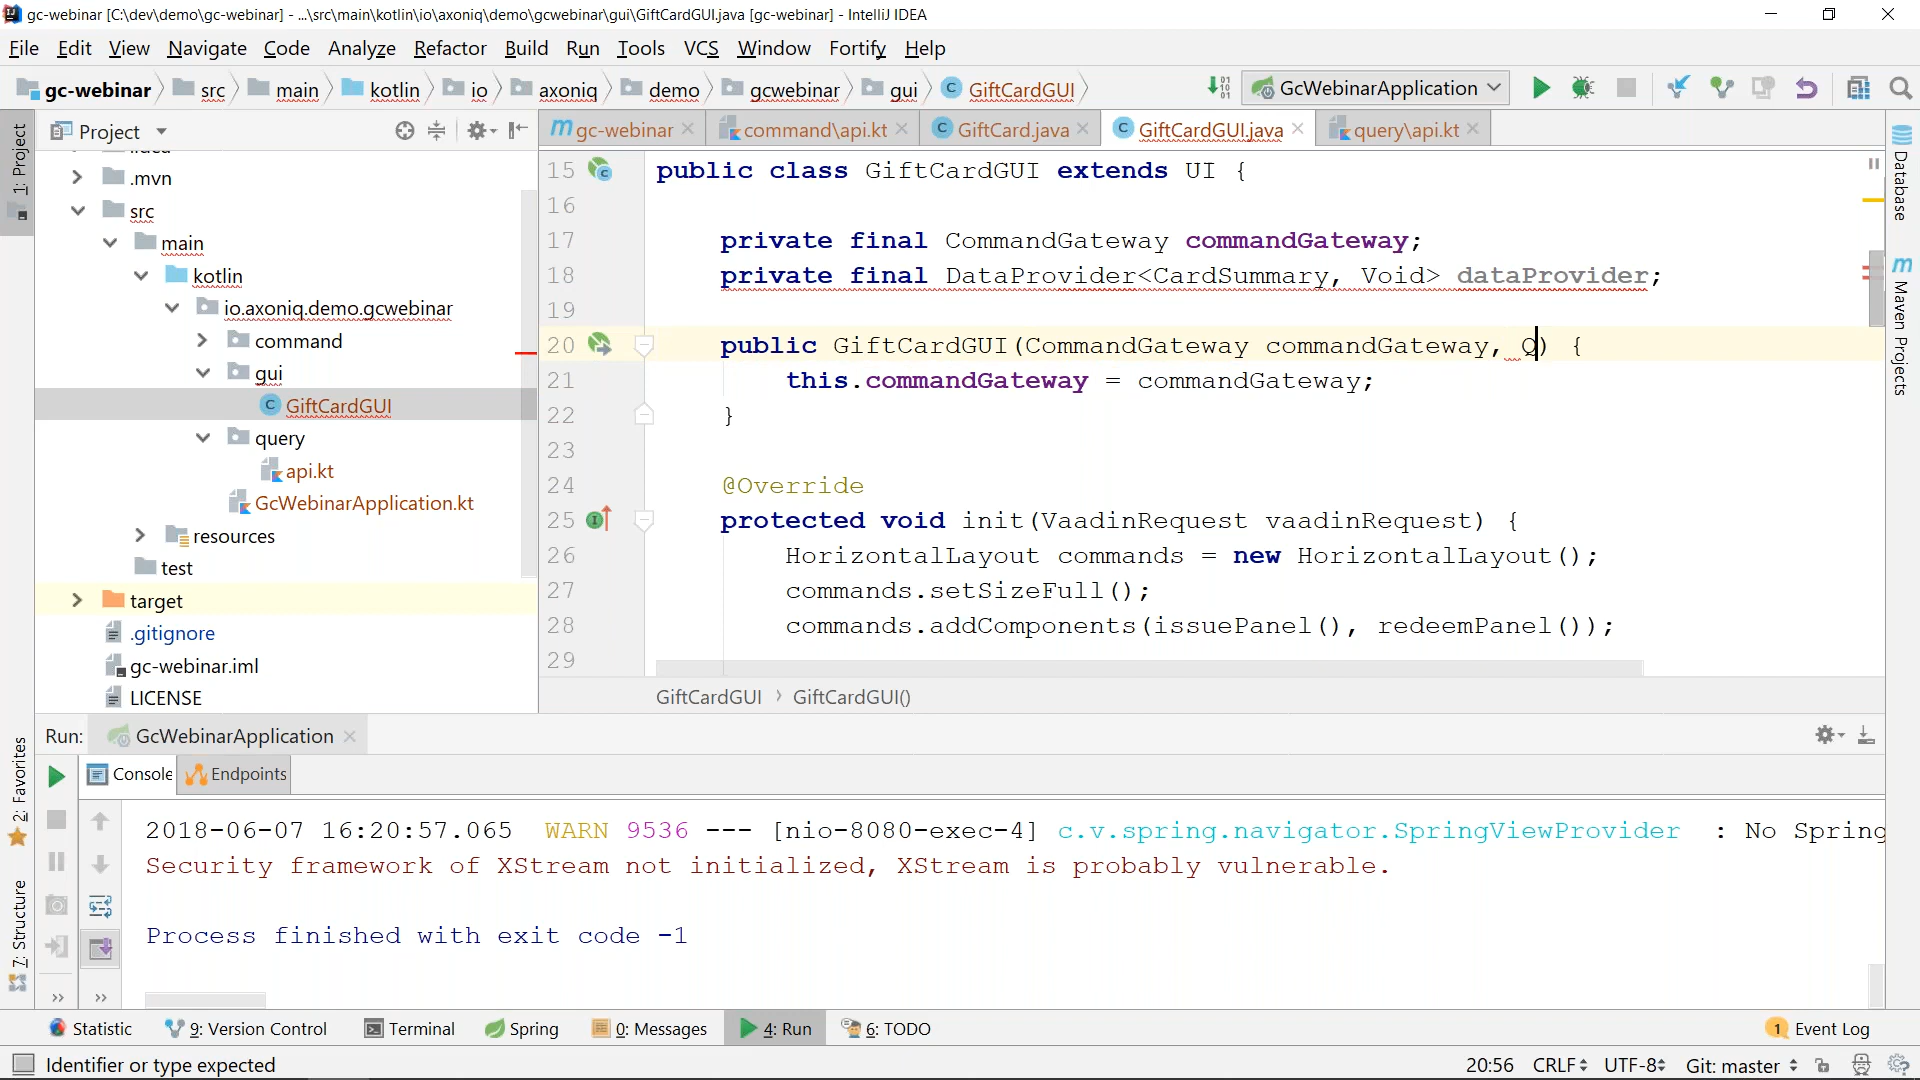 gc-webinar [C:\dev\demo\gc-webinar] - ...\src\main\kotlin\io\axoniq\demo\gcwebinar\gui\GiftCardGUI.java [gc-webinar] - IntelliJ IDEA
File Edit View Navigate Code Analyze Refactor Build Run Tools VCS Window Fortify Help
gc-webinar src main kotlin io axoniq demo gcwebinar gui GiftCardGUI GcWebinarApplication
1: Project
Project
gc-webinar command\api.kt GiftCard.java GiftCardGUI.java query\api.kt
.mvn
src
main
kotlin
io.axoniq.demo.gcwebinar
command
gui
GiftCardGUI
query
api.kt
GcWebinarApplication.kt
resources
test
target
.gitignore
gc-webinar.iml
LICENSE
15 public class GiftCardGUI extends UI {
16
17 private final CommandGateway commandGateway;
18 private final DataProvider<CardSummary, Void> dataProvider;
19
20 public GiftCardGUI(CommandGateway commandGateway, Q) {
21 this.commandGateway = commandGateway;
22 }
23
24 @Override
25 protected void init(VaadinRequest vaadinRequest) {
26 HorizontalLayout commands = new HorizontalLayout();
27 commands.setSizeFull();
28 commands.addComponents(issuePanel(), redeemPanel());
29
GiftCardGUI › GiftCardGUI()
Database
Maven Projects
Run: GcWebinarApplication
Console Endpoints
2: Favorites
7: Structure
2018-06-07 16:20:57.065 WARN 9536 --- [nio-8080-exec-4] c.v.spring.navigator.SpringViewProvider : No Spring
Security framework of XStream not initialized, XStream is probably vulnerable.
Process finished with exit code -1
Statistic 9: Version Control Terminal Spring 0: Messages 4: Run 6: TODO 1 Event Log
Identifier or type expected 20:56 CRLF UTF-8 Git: master